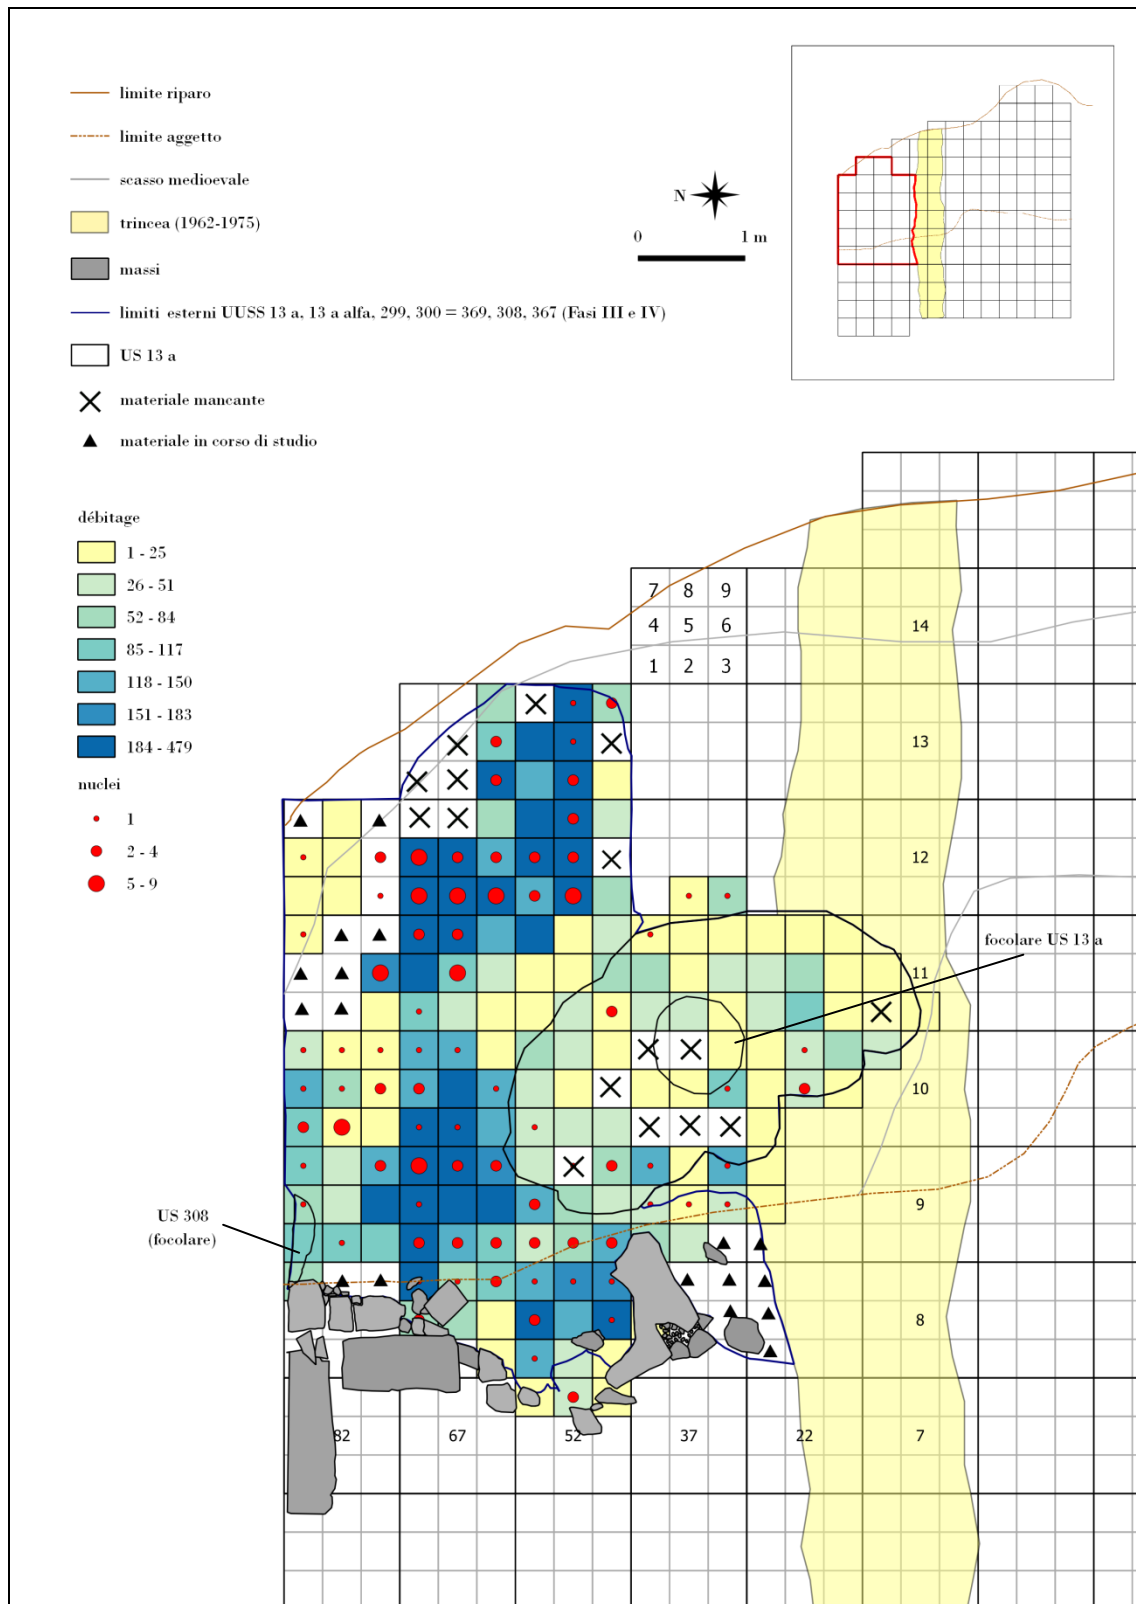 limite riparo
limite aggetto
scasso medioevale
trincea (1962-1975)
massi
limiti esterni UUSS 13 a, 13 a alfa, 299, 300 = 369, 308, 367 (Fasi III e IV)
US 13 a
materiale mancante
materiale in corso di studio
N
0 1 m
débitage
1 - 25
26 - 51
52 - 84
85 - 117
118 - 150
151 - 183
184 - 479
nuclei
1
2 - 4
5 - 9
7 8 9
4 5 6
1 2 3
14
13
12
focolare US 13 a
11
10
US 308
(focolare)
9
8
82 67 52 37 22 7